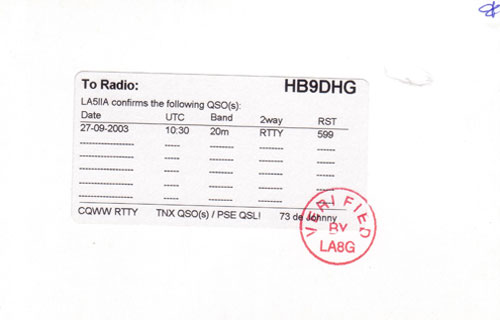 To Radio: HB9DHG
LA5IIA confirms the following QSO(s):
Date UTC Band 2way RST
27-09-2003 10:30 20m RTTY 599
CQWW RTTY TNX QSO(s) / PSE QSL! 73 de Johnny
VERIFIED
BY
LA8G